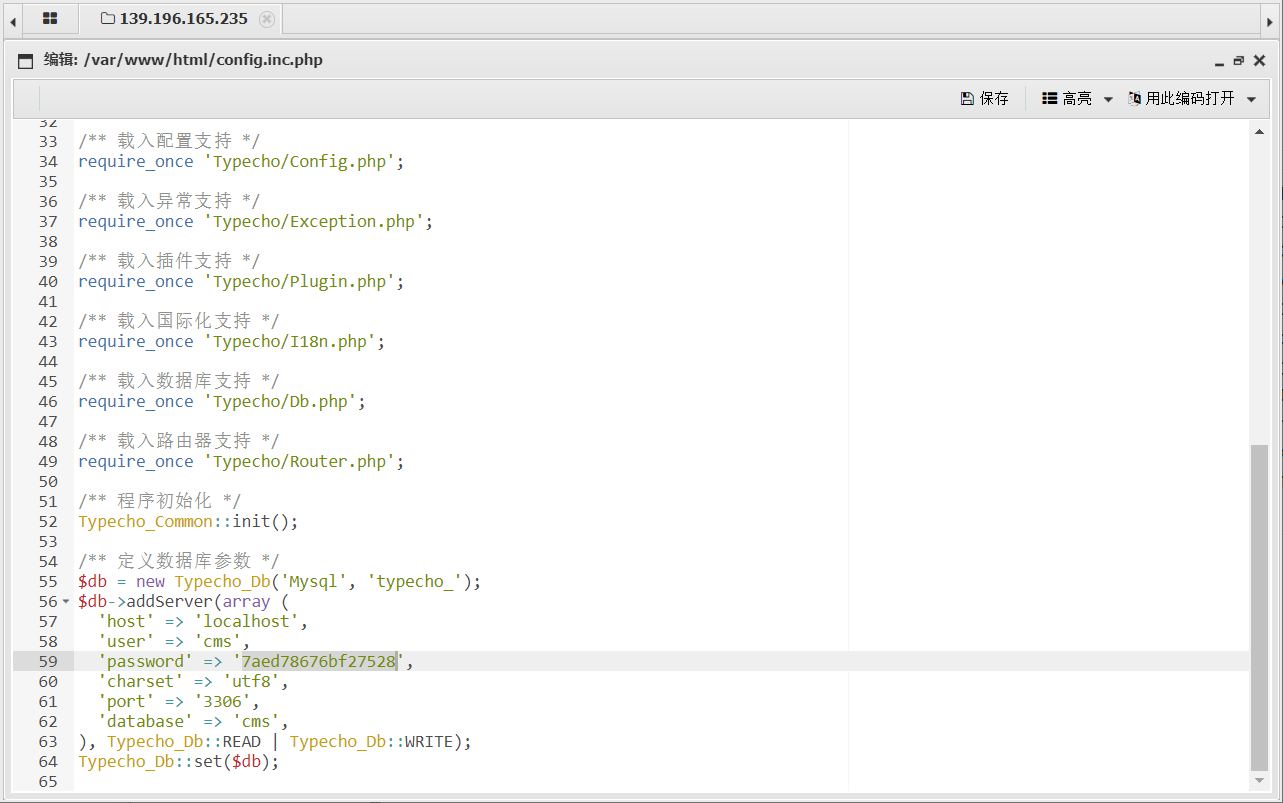 139.196.165.235
编辑: /var/www/html/config.inc.php
保存 高亮 用此编码打开
32
33 /** 载入配置支持 */
34 require_once 'Typecho/Config.php';
35
36 /** 载入异常支持 */
37 require_once 'Typecho/Exception.php';
38
39 /** 载入插件支持 */
40 require_once 'Typecho/Plugin.php';
41
42 /** 载入国际化支持 */
43 require_once 'Typecho/I18n.php';
44
45 /** 载入数据库支持 */
46 require_once 'Typecho/Db.php';
47
48 /** 载入路由器支持 */
49 require_once 'Typecho/Router.php';
50
51 /** 程序初始化 */
52 Typecho_Common::init();
53
54 /** 定义数据库参数 */
55 $db = new Typecho_Db('Mysql', 'typecho_');
56 $db->addServer(array (
57 'host' => 'localhost',
58 'user' => 'cms',
59 'password' => '7aed78676bf27528',
60 'charset' => 'utf8',
61 'port' => '3306',
62 'database' => 'cms',
63 ), Typecho_Db::READ | Typecho_Db::WRITE);
64 Typecho_Db::set($db);
65